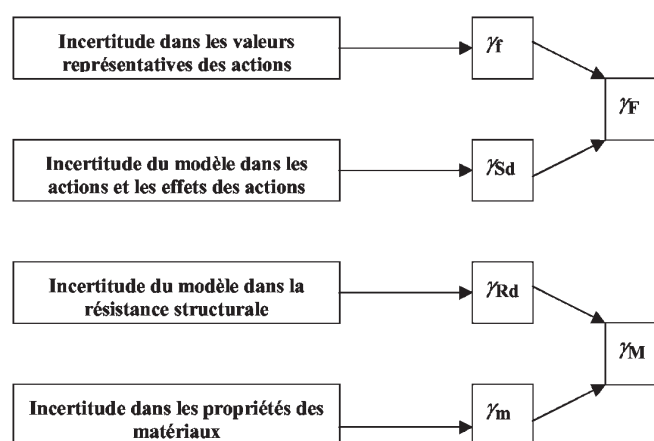 Incertitude dans les valeurs
représentatives des actions
γf
γF
Incertitude du modèle dans les
actions et les effets des actions
γSd
Incertitude du modèle dans la
résistance structurale
γRd
γM
Incertitude dans les propriétés des
matériaux
γm